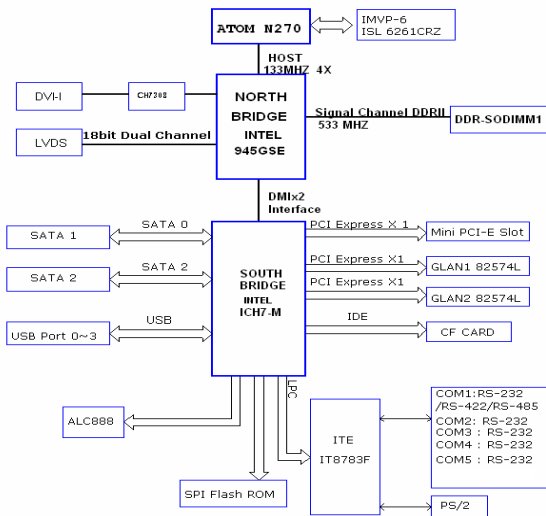 ATOM N270
IMVP-6
ISL 6261CRZ
HOST
133MHZ 4X
DVI-I
CH7308
NORTH
BRIDGE
INTEL
945GSE
Signal Channel DDRII
533 MHZ
DDR-SODIMM1
LVDS
18bit Dual Channel
DMIx2
Interface
SATA 1
SATA 0
SOUTH
BRIDGE
INTEL
ICH7-M
PCI Express X 1
Mini PCI-E Slot
SATA 2
SATA 2
PCI Express X1
GLAN1 82574L
PCI Express X1
GLAN2 82574L
USB Port 0~3
USB
IDE
CF CARD
LPC
ALC888
SPI Flash ROM
ITE
IT8783F
COM1:RS-232
/RS-422/RS-485
COM2: RS-232
COM3 : RS-232
COM4 : RS-232
COM5 : RS-232
PS/2